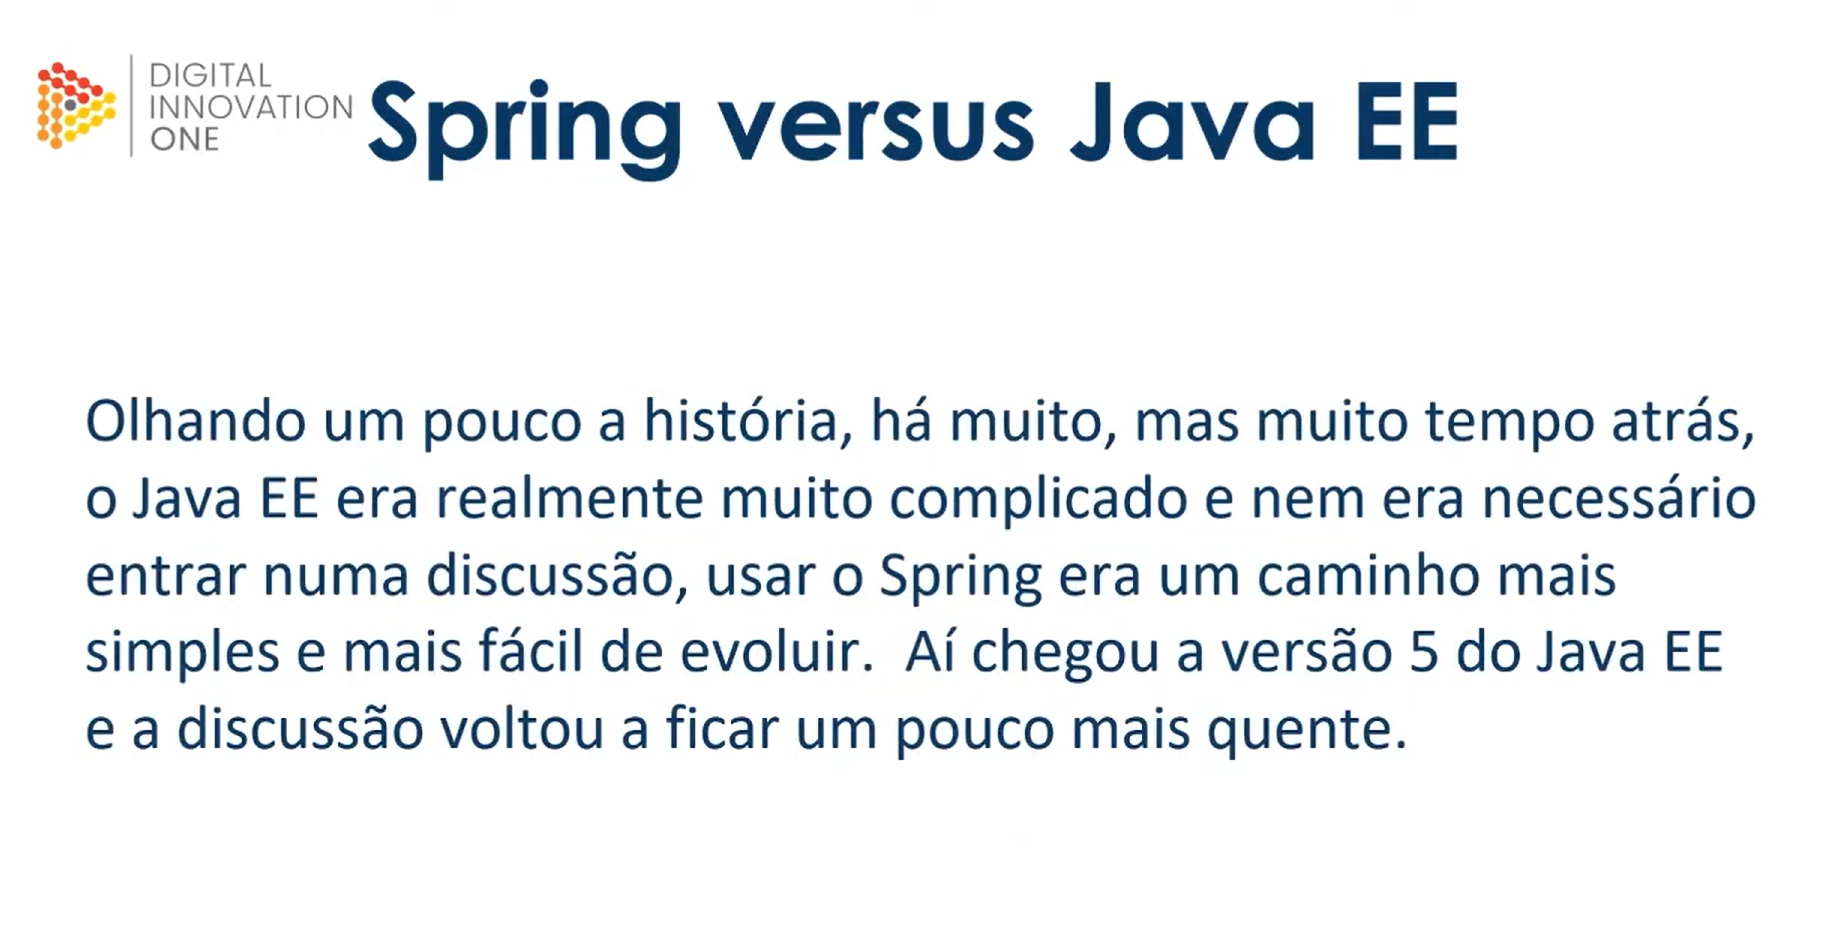 DIGITAL
INNOVATION
ONE
Spring versus Java EE
Olhando um pouco a história, há muito, mas muito tempo atrás,
o Java EE era realmente muito complicado e nem era necessário
entrar numa discussão, usar o Spring era um caminho mais
simples e mais fácil de evoluir.  Aí chegou a versão 5 do Java EE
e a discussão voltou a ficar um pouco mais quente.